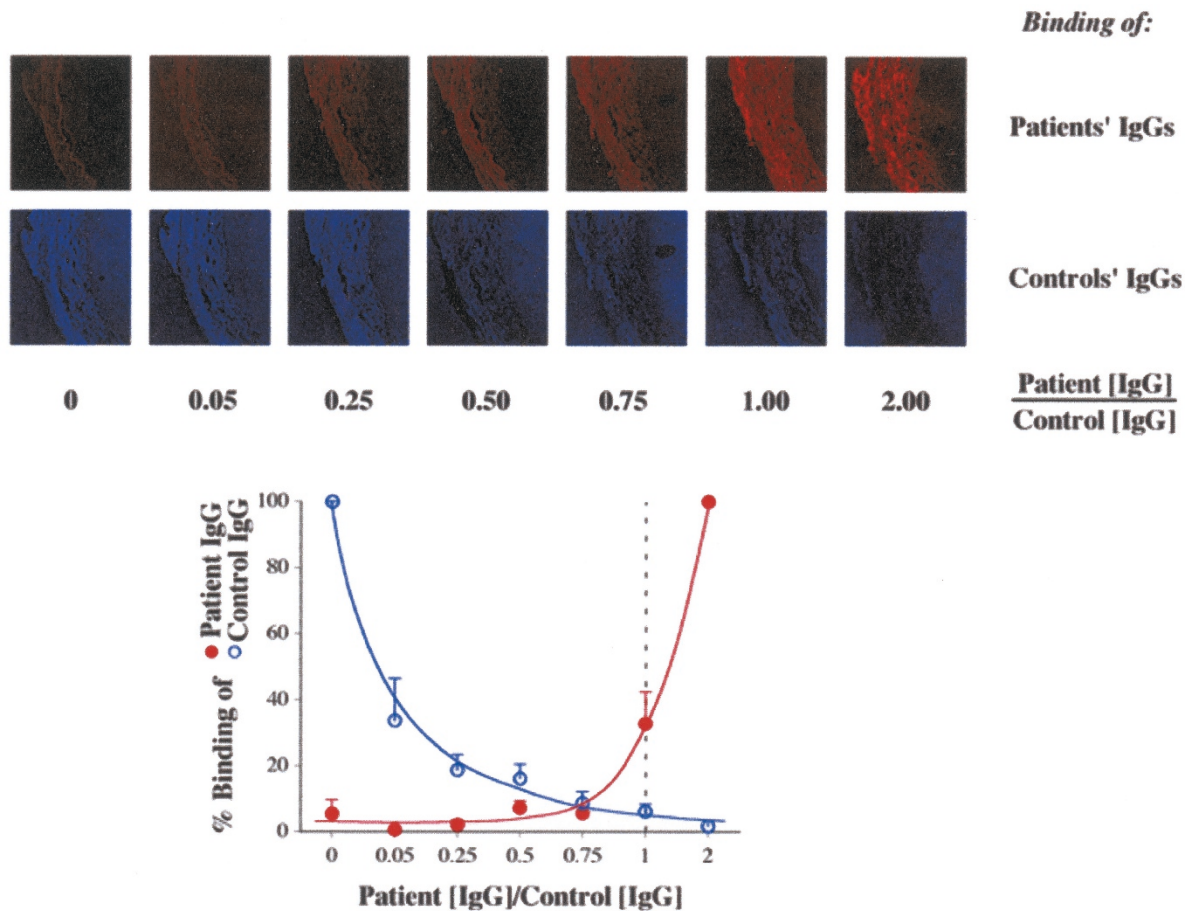 Binding of:
Patients' IgGs
Controls' IgGs
0 0.05 0.25 0.50 0.75 1.00 2.00
Patient [IgG]
Control [IgG]
% Binding of
Patient IgG
Control IgG
100
80
60
40
20
0
0 0.05 0.25 0.5 0.75 1 2
Patient [IgG]/Control [IgG]